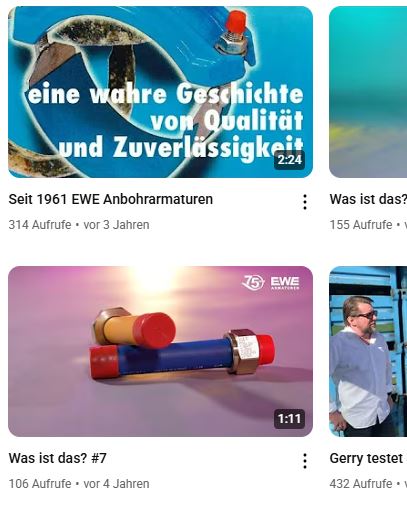 eine wahre Geschichte
von Qualität
und Zuverlässigkeit
2:24
Seit 1961 EWE Anbohrarmaturen
314 Aufrufe • vor 3 Jahren
Was ist das?
155 Aufrufe •
75 EWE
ARMATUREN
1:11
Was ist das? #7
106 Aufrufe • vor 4 Jahren
Gerry testet
432 Aufrufe •